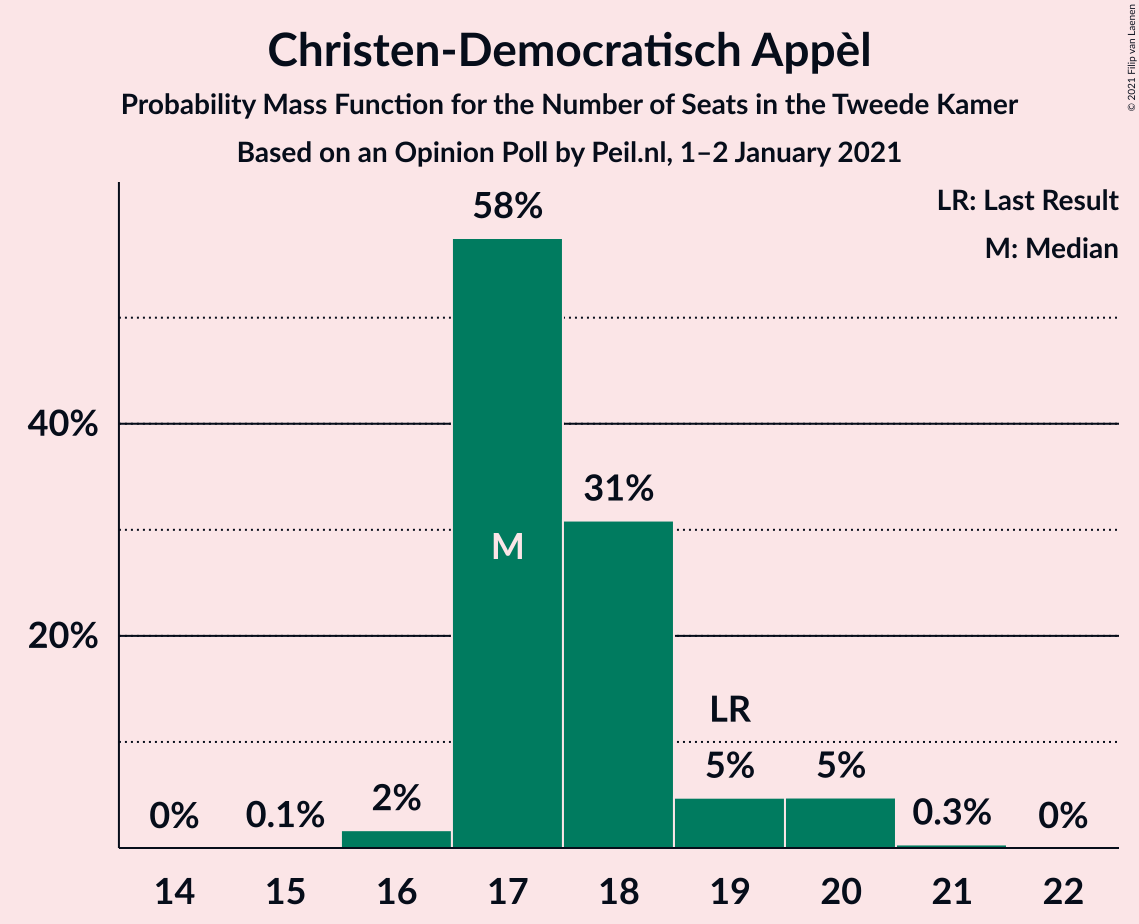 Christen-Democratisch Appèl
Probability Mass Function for the Number of Seats in the Tweede Kamer
Based on an Opinion Poll by Peil.nl, 1–2 January 2021
© 2021 Filip van Laenen
LR: Last Result
M: Median
58%
40%
31%
M
20%
LR
5%
5%
2%
0%
0.1%
0.3%
0%
14 15 16 17 18 19 20 21 22